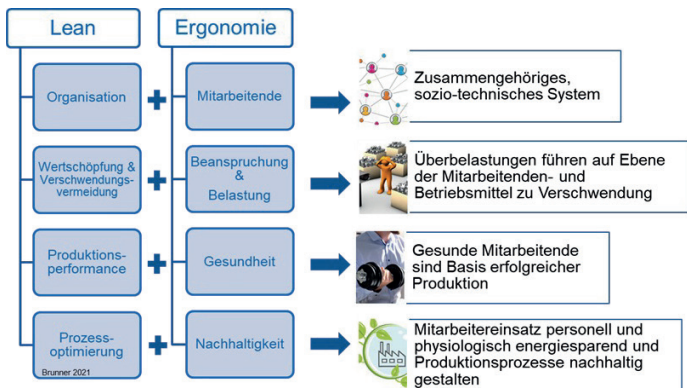 Lean
Ergonomie
Organisation
Mitarbeitende
Zusammengehöriges,
sozio-technisches System
Wertschöpfung &
Verschwendungs-
vermeidung
Beanspruchung
&
Belastung
Überbelastungen führen auf Ebene
der Mitarbeitenden- und
Betriebsmittel zu Verschwendung
Produktions-
performance
Gesundheit
Gesunde Mitarbeitende
sind Basis erfolgreicher
Produktion
Prozess-
optimierung
Nachhaltigkeit
Mitarbeitereinsatz personell und
physiologisch energiesparend und
Produktionsprozesse nachhaltig
gestalten
Brunner 2021